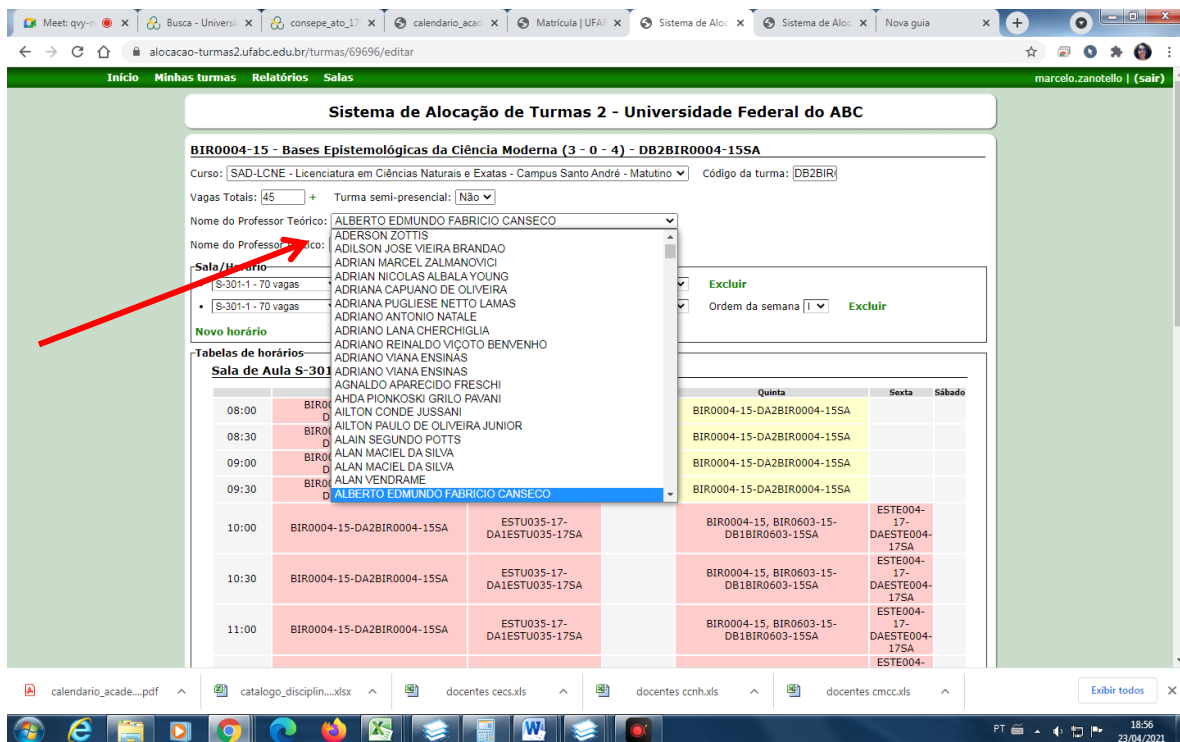 Meet: qvy-n
Busca - Universi
consepe_ato_17
calendario_acad
Matrícula | UFA
Sistema de Aloc
Sistema de Aloc
Nova guia
alocacao-turmas2.ufabc.edu.br/turmas/69696/editar
Início Minhas turmas Relatórios Salas
marcelo.zanotello | (sair)
Sistema de Alocação de Turmas 2 - Universidade Federal do ABC
BIR0004-15 - Bases Epistemológicas da Ciência Moderna (3 - 0 - 4) - DB2BIR0004-15SA
Curso: SAD-LCNE - Licenciatura em Ciências Naturais e Exatas - Campus Santo André - Matutino Código da turma: DB2BIR
Vagas Totais: 45 + Turma semi-presencial: Não
Nome do Professor Teórico: ALBERTO EDMUNDO FABRICIO CANSECO
Nome do Profess
ADERSON ZOTTIS
ADILSON JOSE VIEIRA BRANDAO
ADRIAN MARCEL ZALMANOVICI
ADRIAN NICOLAS ALBALA YOUNG
ADRIANA CAPUANO DE OLIVEIRA
ADRIANA PUGLIESE NETTO LAMAS
ADRIANO ANTONIO NATALE
ADRIANO LANA CHERCHIGLIA
ADRIANO REINALDO VIÇOTO BENVENHO
ADRIANO VIANA ENSINAS
ADRIANO VIANA ENSINAS
AGNALDO APARECIDO FRESCHI
AHDA PIONKOSKI GRILO PAVANI
AILTON CONDE JUSSANI
AILTON PAULO DE OLIVEIRA JUNIOR
ALAIN SEGUNDO POTTS
ALAN MACIEL DA SILVA
ALAN MACIEL DA SILVA
ALAN VENDRAME
ALBERTO EDMUNDO FABRICIO CANSECO
Sala/Horário
S-301-1 - 70 vagas Excluir
S-301-1 - 70 vagas Ordem da semana I Excluir
Novo horário
Tabelas de horários
Sala de Aula S-301
Quinta Sexta Sábado
08:00 BIR0 D BIR0004-15-DA2BIR0004-15SA
08:30 BIR0 D BIR0004-15-DA2BIR0004-15SA
09:00 BIR0 D BIR0004-15-DA2BIR0004-15SA
09:30 BIR0 D BIR0004-15-DA2BIR0004-15SA
10:00 BIR0004-15-DA2BIR0004-15SA ESTU035-17-DA1ESTU035-17SA BIR0004-15, BIR0603-15-DB1BIR0603-15SA ESTE004-17-DAESTE004-17SA
10:30 BIR0004-15-DA2BIR0004-15SA ESTU035-17-DA1ESTU035-17SA BIR0004-15, BIR0603-15-DB1BIR0603-15SA ESTE004-17-DAESTE004-17SA
11:00 BIR0004-15-DA2BIR0004-15SA ESTU035-17-DA1ESTU035-17SA BIR0004-15, BIR0603-15-DB1BIR0603-15SA ESTE004-17-DAESTE004-17SA
ESTE004-
calendario_acade....pdf
catalogo_disciplin....xlsx
docentes cecs.xls
docentes ccnh.xls
docentes cmcc.xls
Exibir todos
PT
18:56
23/04/2021